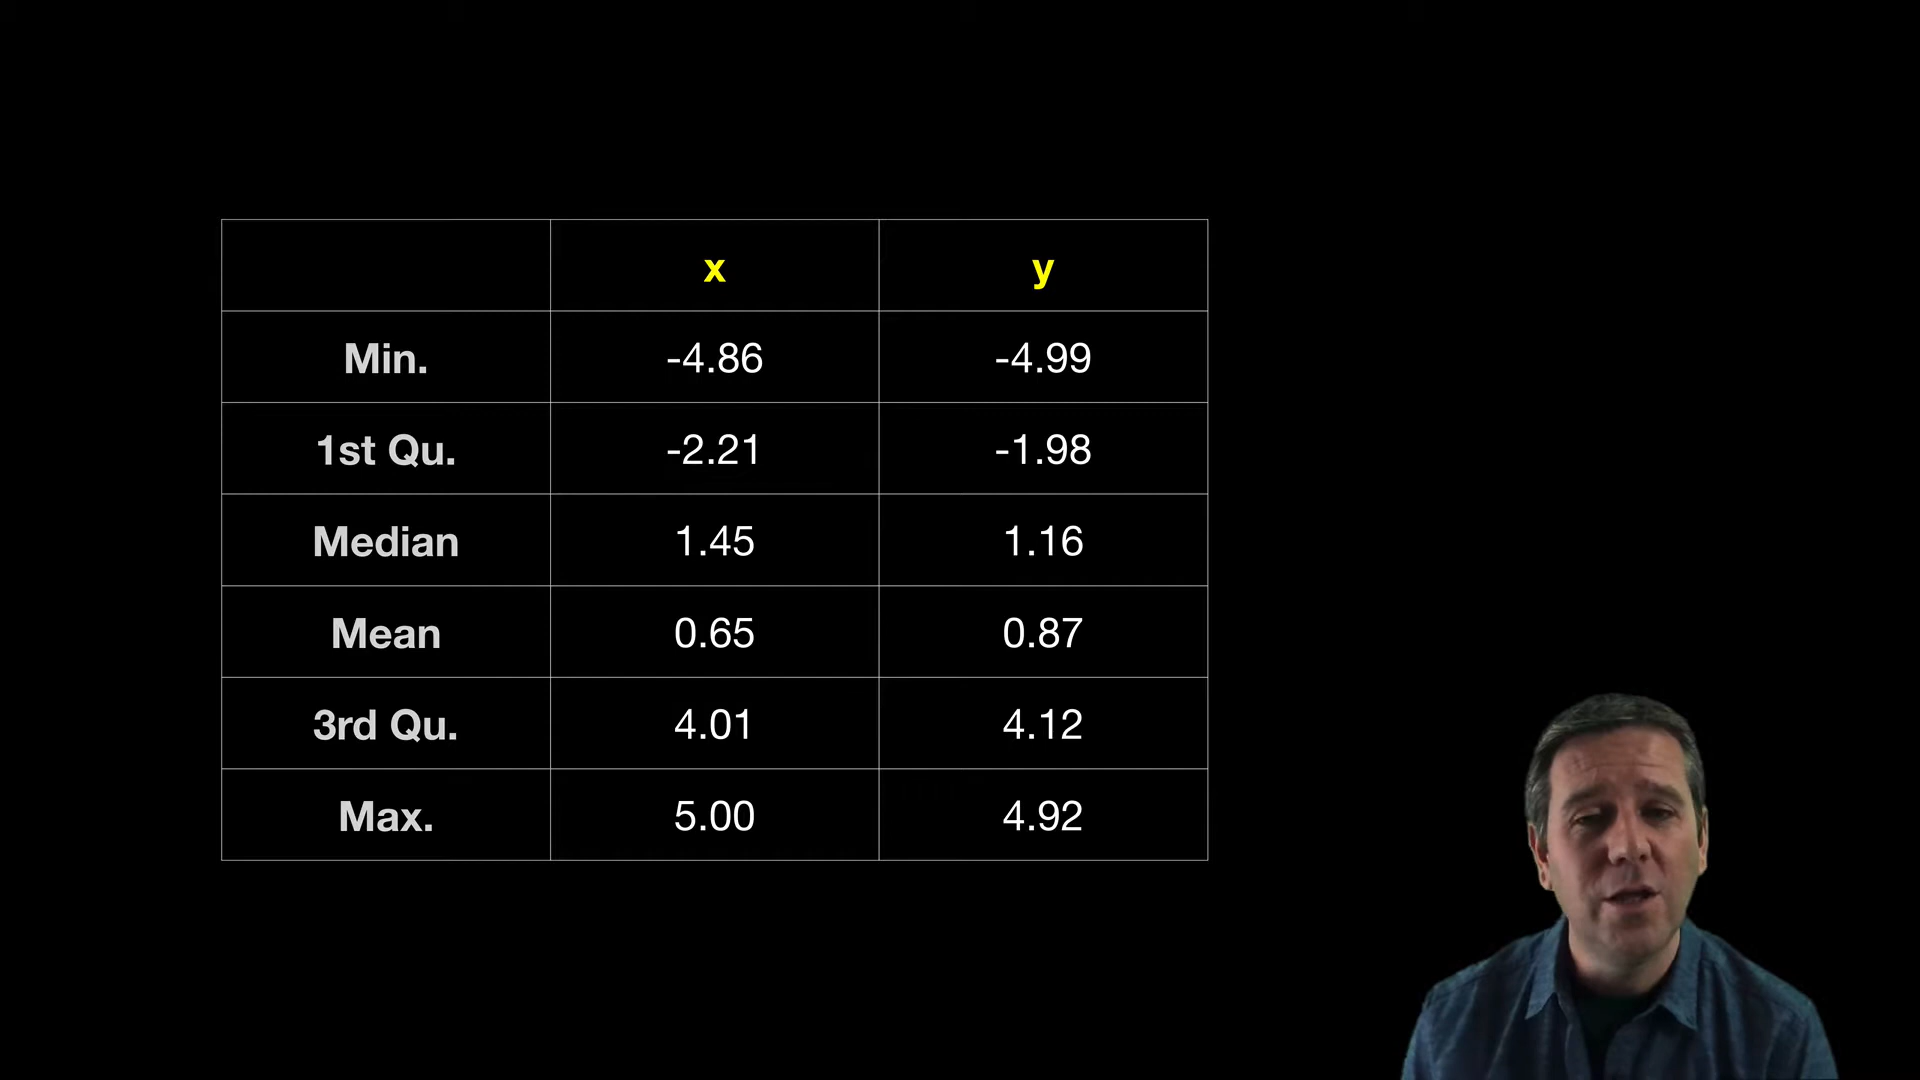 x y
Min. -4.86 -4.99
1st Qu. -2.21 -1.98
Median 1.45 1.16
Mean 0.65 0.87
3rd Qu. 4.01 4.12
Max. 5.00 4.92